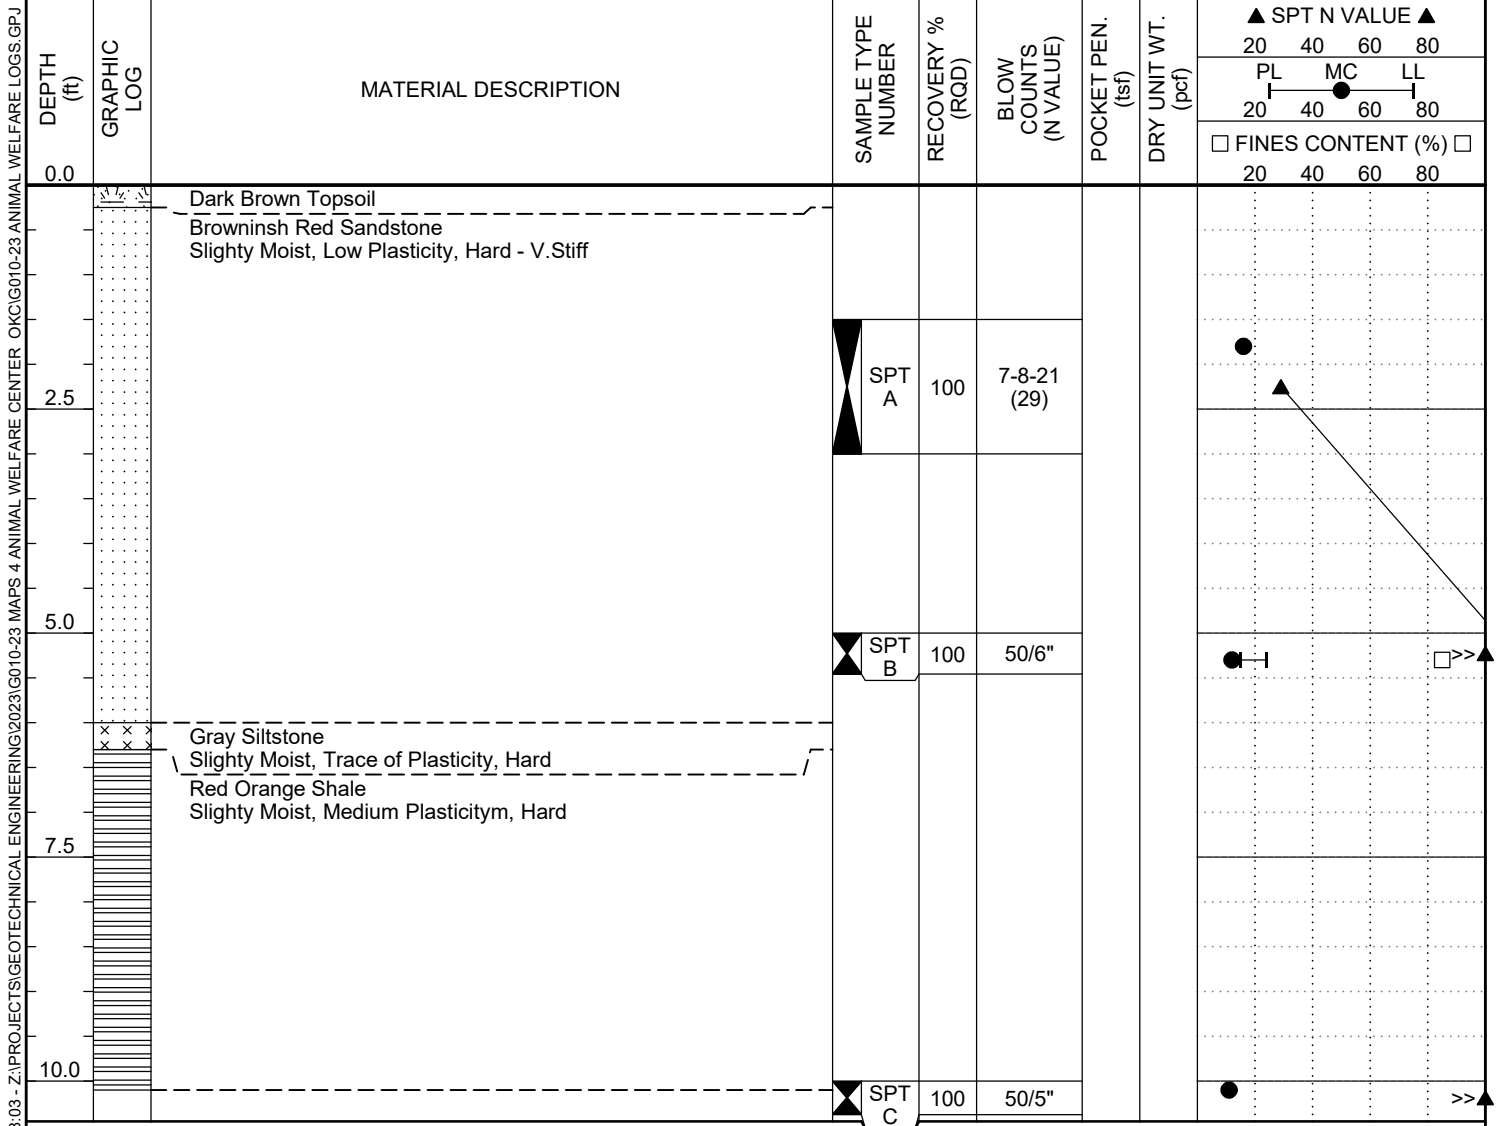 DEPTH
(ft)
GRAPHIC
LOG
MATERIAL DESCRIPTION
SAMPLE TYPE
NUMBER
RECOVERY %
(RQD)
BLOW
COUNTS
(N VALUE)
POCKET PEN.
(tsf)
DRY UNIT WT.
(pcf)
▲ SPT N VALUE ▲
20 40 60 80
PL MC LL
20 40 60 80
□ FINES CONTENT (%) □
20 40 60 80
0.0
Dark Brown Topsoil
Browninsh Red Sandstone
Slighty Moist, Low Plasticity, Hard - V.Stiff
2.5
SPT
A
100
7-8-21
(29)
5.0
SPT
B
100
50/6"
>>
Gray Siltstone
Slighty Moist, Trace of Plasticity, Hard
Red Orange Shale
Slighty Moist, Medium Plasticitym, Hard
7.5
10.0
SPT
C
100
50/5"
>>
:03 - Z:\PROJECTS\GEOTECHNICAL ENGINEERING\2023\G010-23 MAPS 4 ANIMAL WELFARE CENTER OKC\G010-23 ANIMAL WELFARE LOGS.GPJ